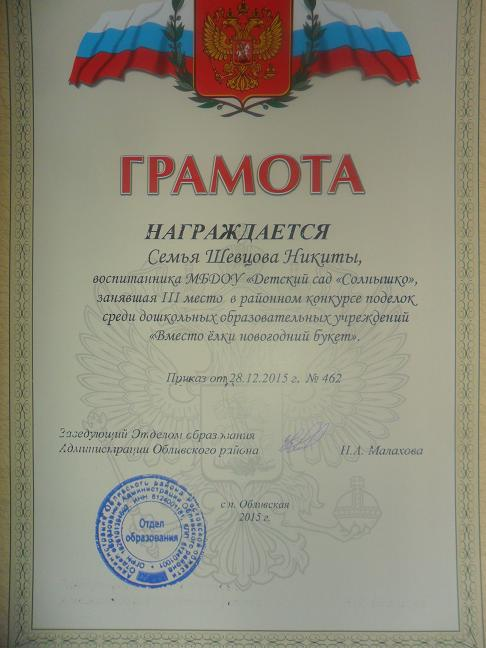 ГРАМОТА
НАГРАЖДАЕТСЯ
Семья Шевцова Никиты,
воспитанника МБДОУ «Детский сад «Солнышко»,
занявшая III место в районном конкурсе поделок
среди дошкольных образовательных учреждений
«Вместо ёлки новогодний букет».
Приказ от 28.12.2015 г. № 462
Заведующий Отделом образования
Администрации Обливского района
Н.А. Малахова
ст. Обливская
2015 г.
Отдел
образования